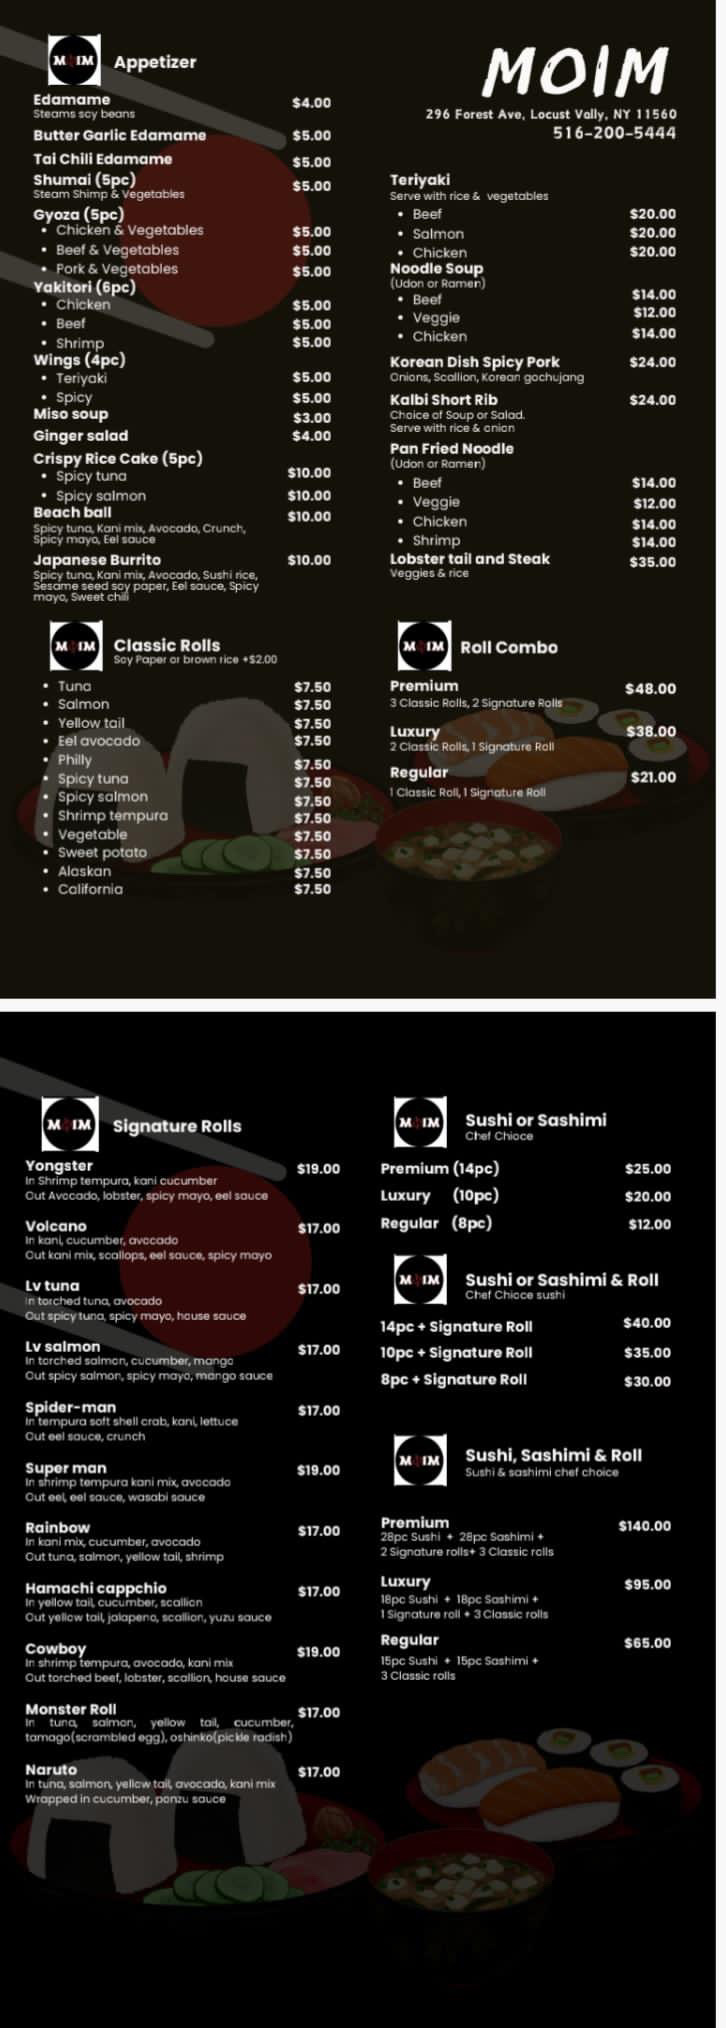 MOIM
Appetizer
Edamame $4.00
Steams soy beans
Butter Garlic Edamame $5.00
Tai Chili Edamame $5.00
Shumai (5pc) $5.00
Steam Shimp & Vegetables
Gyoza (5pc)
• Chicken & Vegetables $5.00
• Beef & Vegetables $5.00
• Pork & Vegetables $5.00
Yakitori (6pc)
• Chicken $5.00
• Beef $5.00
• Shrimp $5.00
Wings (4pc)
• Teriyaki $5.00
• Spicy $5.00
Miso soup $3.00
Ginger salad $4.00
Crispy Rice Cake (5pc)
• Spicy tuna $10.00
• Spicy salmon $10.00
Beach ball $10.00
Spicy tuna, Kani mix, Avocado, Crunch,
Spicy mayo, Eel sauce
Japanese Burrito $10.00
Spicy tuna, Kani mix, Avocado, Sushi rice,
Sesame seed soy paper, Eel sauce, Spicy
mayo, Sweet chili
MOIM
296 Forest Ave, Locust Vally, NY 11560
516-200-5444
Teriyaki
Serve with rice & vegetables
• Beef $20.00
• Salmon $20.00
• Chicken $20.00
Noodle Soup
(Udon or Ramen)
• Beef $14.00
• Veggie $12.00
• Chicken $14.00
Korean Dish Spicy Pork $24.00
Onions, Scallion, Korean gochujang
Kalbi Short Rib $24.00
Choice of Soup or Salad.
Serve with rice & onion
Pan Fried Noodle
(Udon or Ramen)
• Beef $14.00
• Veggie $12.00
• Chicken $14.00
• Shrimp $14.00
Lobster tail and Steak $35.00
Veggies & rice
MOIM
Classic Rolls
Soy Paper or brown rice +$2.00
• Tuna $7.50
• Salmon $7.50
• Yellow tail $7.50
• Eel avocado $7.50
• Philly $7.50
• Spicy tuna $7.50
• Spicy salmon $7.50
• Shrimp tempura $7.50
• Vegetable $7.50
• Sweet potato $7.50
• Alaskan $7.50
• California $7.50
MOIM
Roll Combo
Premium $48.00
3 Classic Rolls, 2 Signature Rolls
Luxury $38.00
2 Classic Rolls, 1 Signature Roll
Regular $21.00
1 Classic Roll, 1 Signature Roll
MOIM
Signature Rolls
Yongster $19.00
In Shrimp tempura, kani cucumber
Out Avocado, lobster, spicy mayo, eel sauce
Volcano $17.00
In kani, cucumber, avocado
Out kani mix, scallops, eel sauce, spicy mayo
Lv tuna $17.00
In torched tuna, avocado
Out spicy tuna, spicy mayo, house sauce
Lv salmon $17.00
In torched salmon, cucumber, mango
Out spicy salmon, spicy mayo, mango sauce
Spider-man $17.00
In tempura soft shell crab, kani, lettuce
Out eel sauce, crunch
Super man $19.00
In shrimp tempura kani mix, avocado
Out eel, eel sauce, wasabi sauce
Rainbow $17.00
In kani mix, cucumber, avocado
Out tuna, salmon, yellow tail, shrimp
Hamachi cappchio $17.00
In yellow tail, cucumber, scallion
Out yellow tail, jalapeno, scallion, yuzu sauce
Cowboy $19.00
In shrimp tempura, avocado, kani mix
Out torched beef, lobster, scallion, house sauce
Monster Roll $17.00
In tuna, salmon, yellow tail, cucumber,
tamago(scrambled egg), oshinko(pickle radish)
Naruto $17.00
In tuna, salmon, yellow tail, avocado, kani mix
Wrapped in cucumber, ponzu sauce
MOIM
Sushi or Sashimi
Chef Chioce
Premium (14pc) $25.00
Luxury (10pc) $20.00
Regular (8pc) $12.00
MOIM
Sushi or Sashimi & Roll
Chef Chioce sushi
14pc + Signature Roll $40.00
10pc + Signature Roll $35.00
8pc + Signature Roll $30.00
MOIM
Sushi, Sashimi & Roll
Sushi & sashimi chef choice
Premium $140.00
28pc Sushi + 28pc Sashimi +
2 Signature rolls+ 3 Classic rolls
Luxury $95.00
18pc Sushi + 18pc Sashimi +
1 Signature roll + 3 Classic rolls
Regular $65.00
15pc Sushi + 15pc Sashimi +
3 Classic rolls